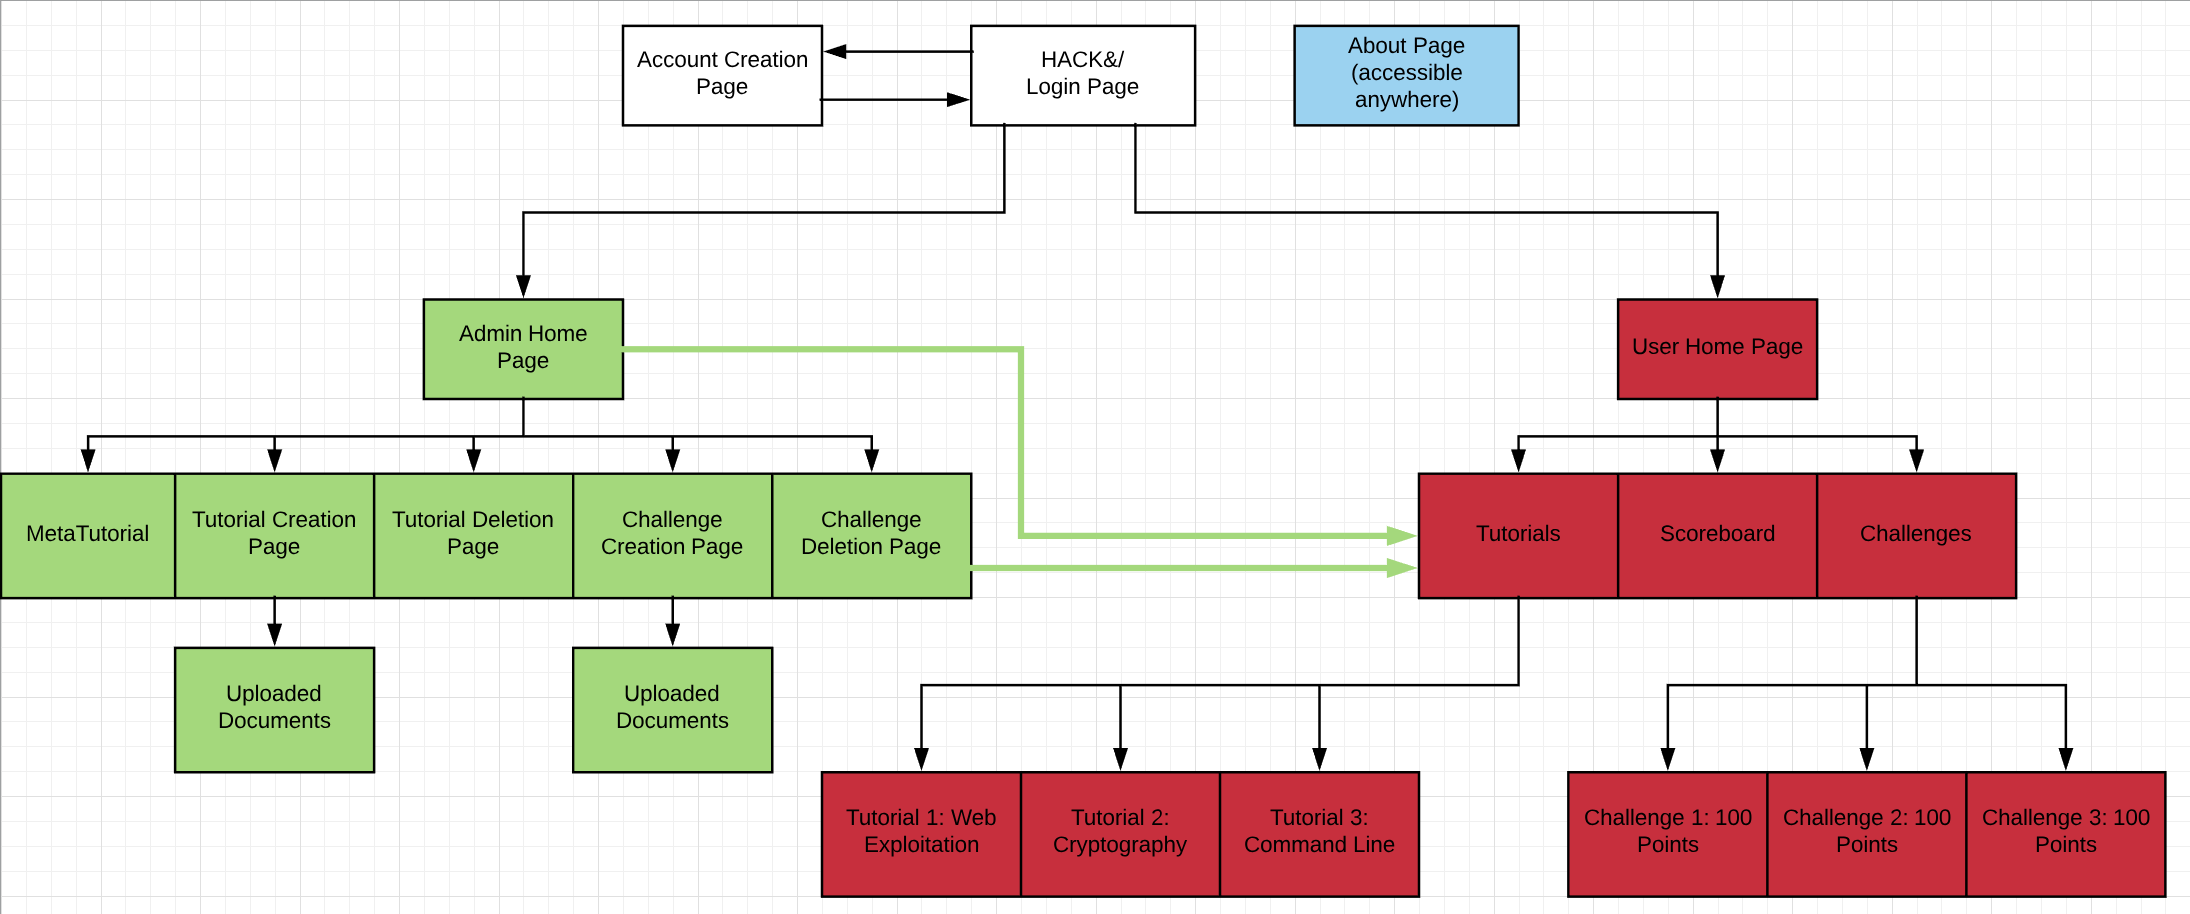 Account Creation
Page
HACK&/
Login Page
About Page
(accessible
anywhere)
Admin Home
Page
User Home Page
MetaTutorial
Tutorial Creation
Page
Tutorial Deletion
Page
Challenge
Creation Page
Challenge
Deletion Page
Tutorials
Scoreboard
Challenges
Uploaded
Documents
Uploaded
Documents
Tutorial 1: Web
Exploitation
Tutorial 2:
Cryptography
Tutorial 3:
Command Line
Challenge 1: 100
Points
Challenge 2: 100
Points
Challenge 3: 100
Points